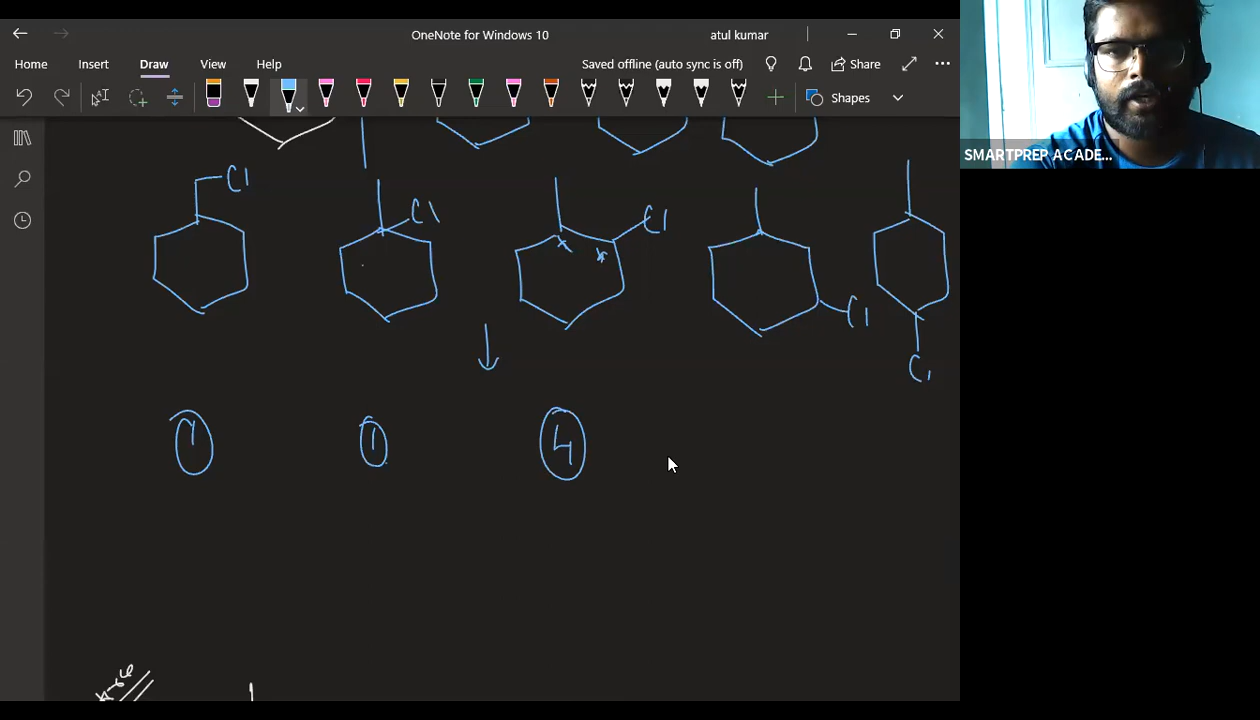 OneNote for Windows 10
atul kumar
Home Insert Draw View Help
Saved offline (auto sync is off)
Share
Shapes
SMARTPREP ACADE...
Cl
Cl
Cl
Cl
Cl
1
1
4